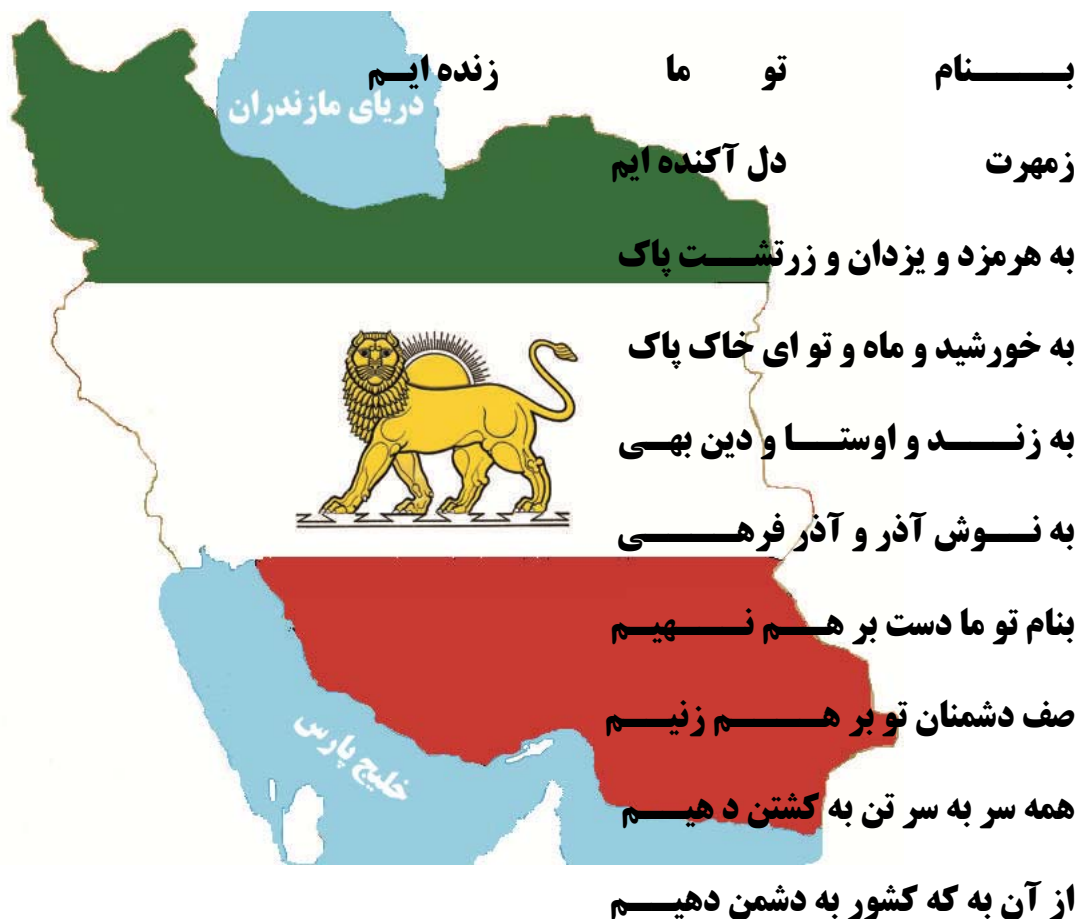 بنام تو ما زنده ایم
دریای مازندران
زمهرت دل آکنده ایم
به هرمزد و یزدان و زرتشت پاک
به خورشید و ماه و تو ای خاک پاک
به زند و اوستا و دین بهی
به نوش آذر و آذر فرهی
بنام تو ما دست بر هم نهیم
صف دشمنان تو بر هم زنیم
خلیج پارس
همه سر به سر تن به کشتن د هیم
از آن به که کشور به دشمن دهیم